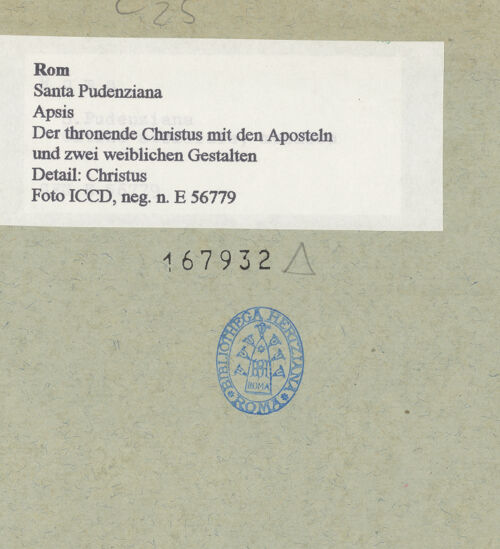 C 25
Rom
Santa Pudenziana
Apsis
Der thronende Christus mit den Aposteln
und zwei weiblichen Gestalten
Detail: Christus
Foto ICCD, neg. n. E 56779
167932
BIBLIOTHECA HERTZIANA
ROMA
ROMA